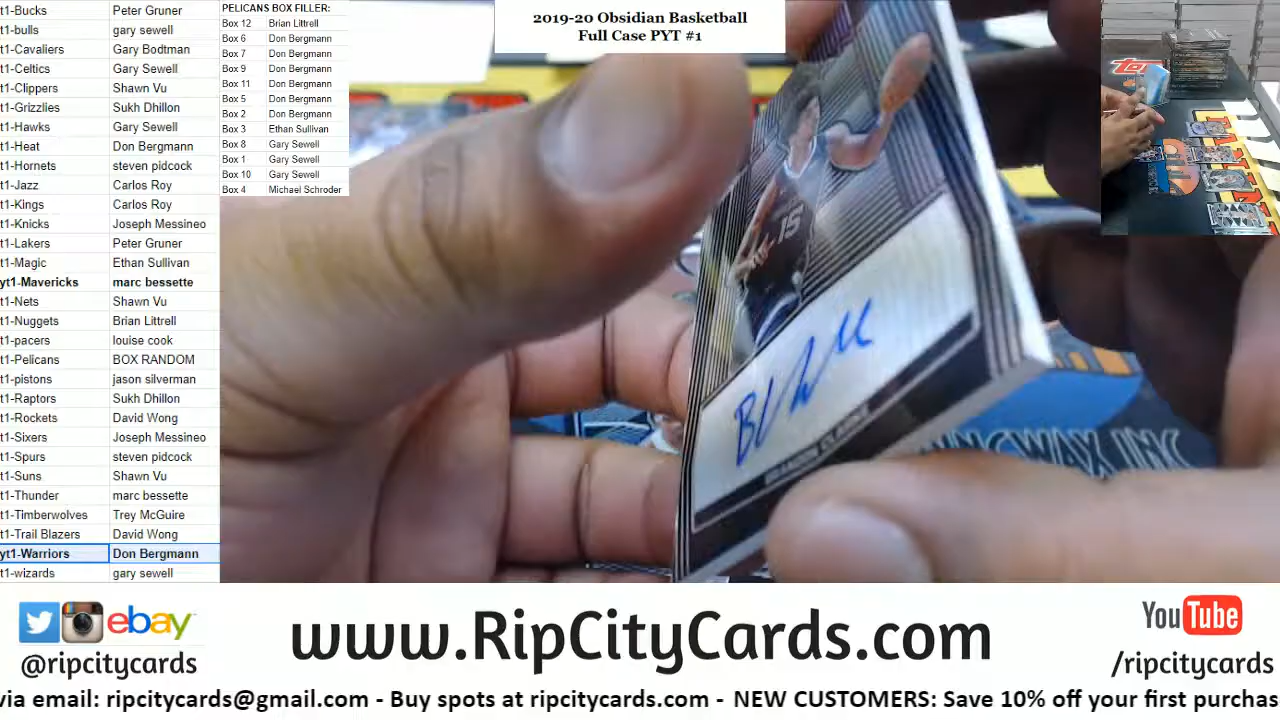 t1-Bucks Peter Gruner
t1-bulls gary sewell
t1-Cavaliers Gary Bodtman
t1-Celtics Gary Sewell
t1-Clippers Shawn Vu
t1-Grizzlies Sukh Dhillon
t1-Hawks Gary Sewell
t1-Heat Don Bergmann
t1-Hornets steven pidcock
t1-Jazz Carlos Roy
t1-Kings Carlos Roy
t1-Knicks Joseph Messineo
t1-Lakers Peter Gruner
t1-Magic Ethan Sullivan
yt1-Mavericks marc bessette
t1-Nets Shawn Vu
t1-Nuggets Brian Littrell
t1-pacers louise cook
t1-Pelicans BOX RANDOM
t1-pistons jason silverman
t1-Raptors Sukh Dhillon
t1-Rockets David Wong
t1-Sixers Joseph Messineo
t1-Spurs steven pidcock
t1-Suns Shawn Vu
t1-Thunder marc bessette
t1-Timberwolves Trey McGuire
t1-Trail Blazers David Wong
yt1-Warriors Don Bergmann
t1-wizards gary sewell
PELICANS BOX FILLER:
Box 12 Brian Littrell
Box 6 Don Bergmann
Box 7 Don Bergmann
Box 9 Don Bergmann
Box 11 Don Bergmann
Box 5 Don Bergmann
Box 2 Don Bergmann
Box 3 Ethan Sullivan
Box 8 Gary Sewell
Box 1 Gary Sewell
Box 10 Gary Sewell
Box 4 Michael Schroder
2019-20 Obsidian Basketball
Full Case PYT #1
15
BRANDON CLARKE
WAX INC
ebay
@ripcitycards
www.RipCityCards.com
YouTube
/ripcitycards
via email: ripcitycards@gmail.com - Buy spots at ripcitycards.com - NEW CUSTOMERS: Save 10% off your first purchas